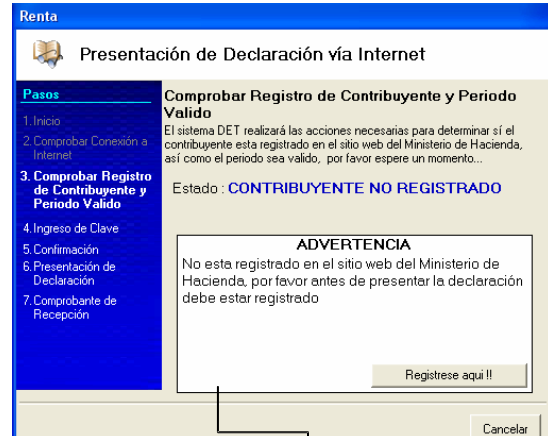 Renta
Presentación de Declaración vía Internet
Pasos
1. Inicio
2. Comprobar Conexión a
Internet
3. Comprobar Registro
de Contribuyente y
Periodo Valido
4. Ingreso de Clave
5. Confirmación
6. Presentación de
Declaración
7. Comprobante de
Recepción
Comprobar Registro de Contribuyente y Periodo
Valido
El sistema DET realizará las acciones necesarias para determinar sí el
contribuyente esta registrado en el sitio web del Ministerio de Hacienda,
así como el periodo sea valido, por favor espere un momento...
Estado : CONTRIBUYENTE NO REGISTRADO
ADVERTENCIA
No esta registrado en el sitio web del Ministerio de
Hacienda, por favor antes de presentar la declaración
debe estar registrado
Registrese aqui !!
Cancelar